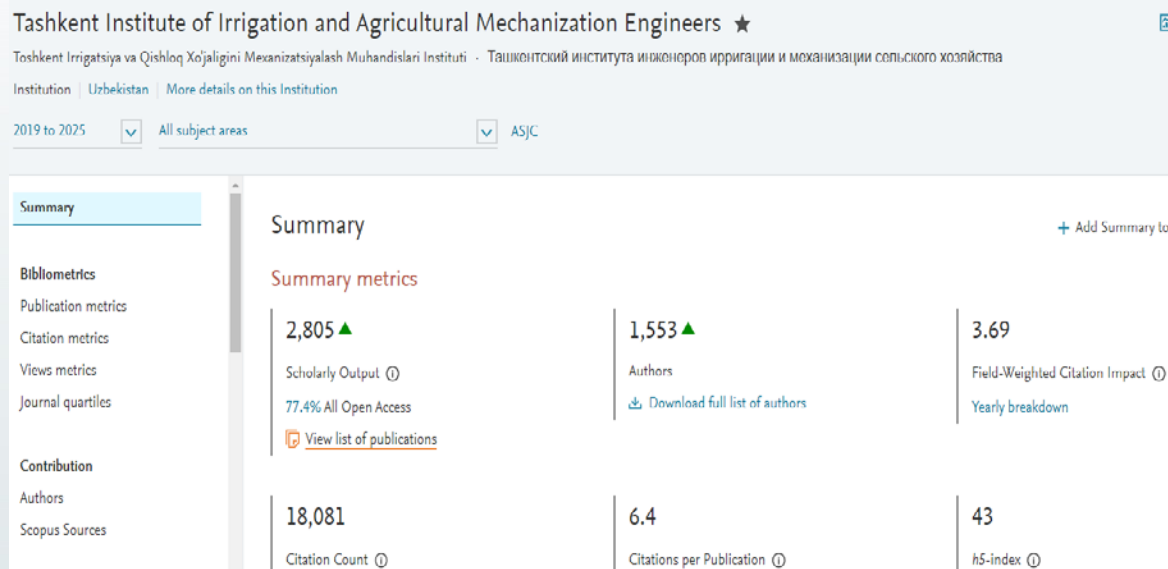 Tashkent Institute of Irrigation and Agricultural Mechanization Engineers ★
Toshkent Irrigatsiya va Qishloq Xo'jaligini Mexanizatsiyalash Muhandislari Instituti · Ташкентский института инженеров ирригации и механизации сельского хозяйства
Institution | Uzbekistan | More details on this Institution
2019 to 2025 All subject areas ASJC
Summary
Bibliometrics
Publication metrics
Citation metrics
Views metrics
Journal quartiles
Contribution
Authors
Scopus Sources
Summary
+ Add Summary to
Summary metrics
2,805
Scholarly Output
77.4% All Open Access
View list of publications
1,553
Authors
Download full list of authors
3.69
Field-Weighted Citation Impact
Yearly breakdown
18,081
Citation Count
6.4
Citations per Publication
43
h5-index